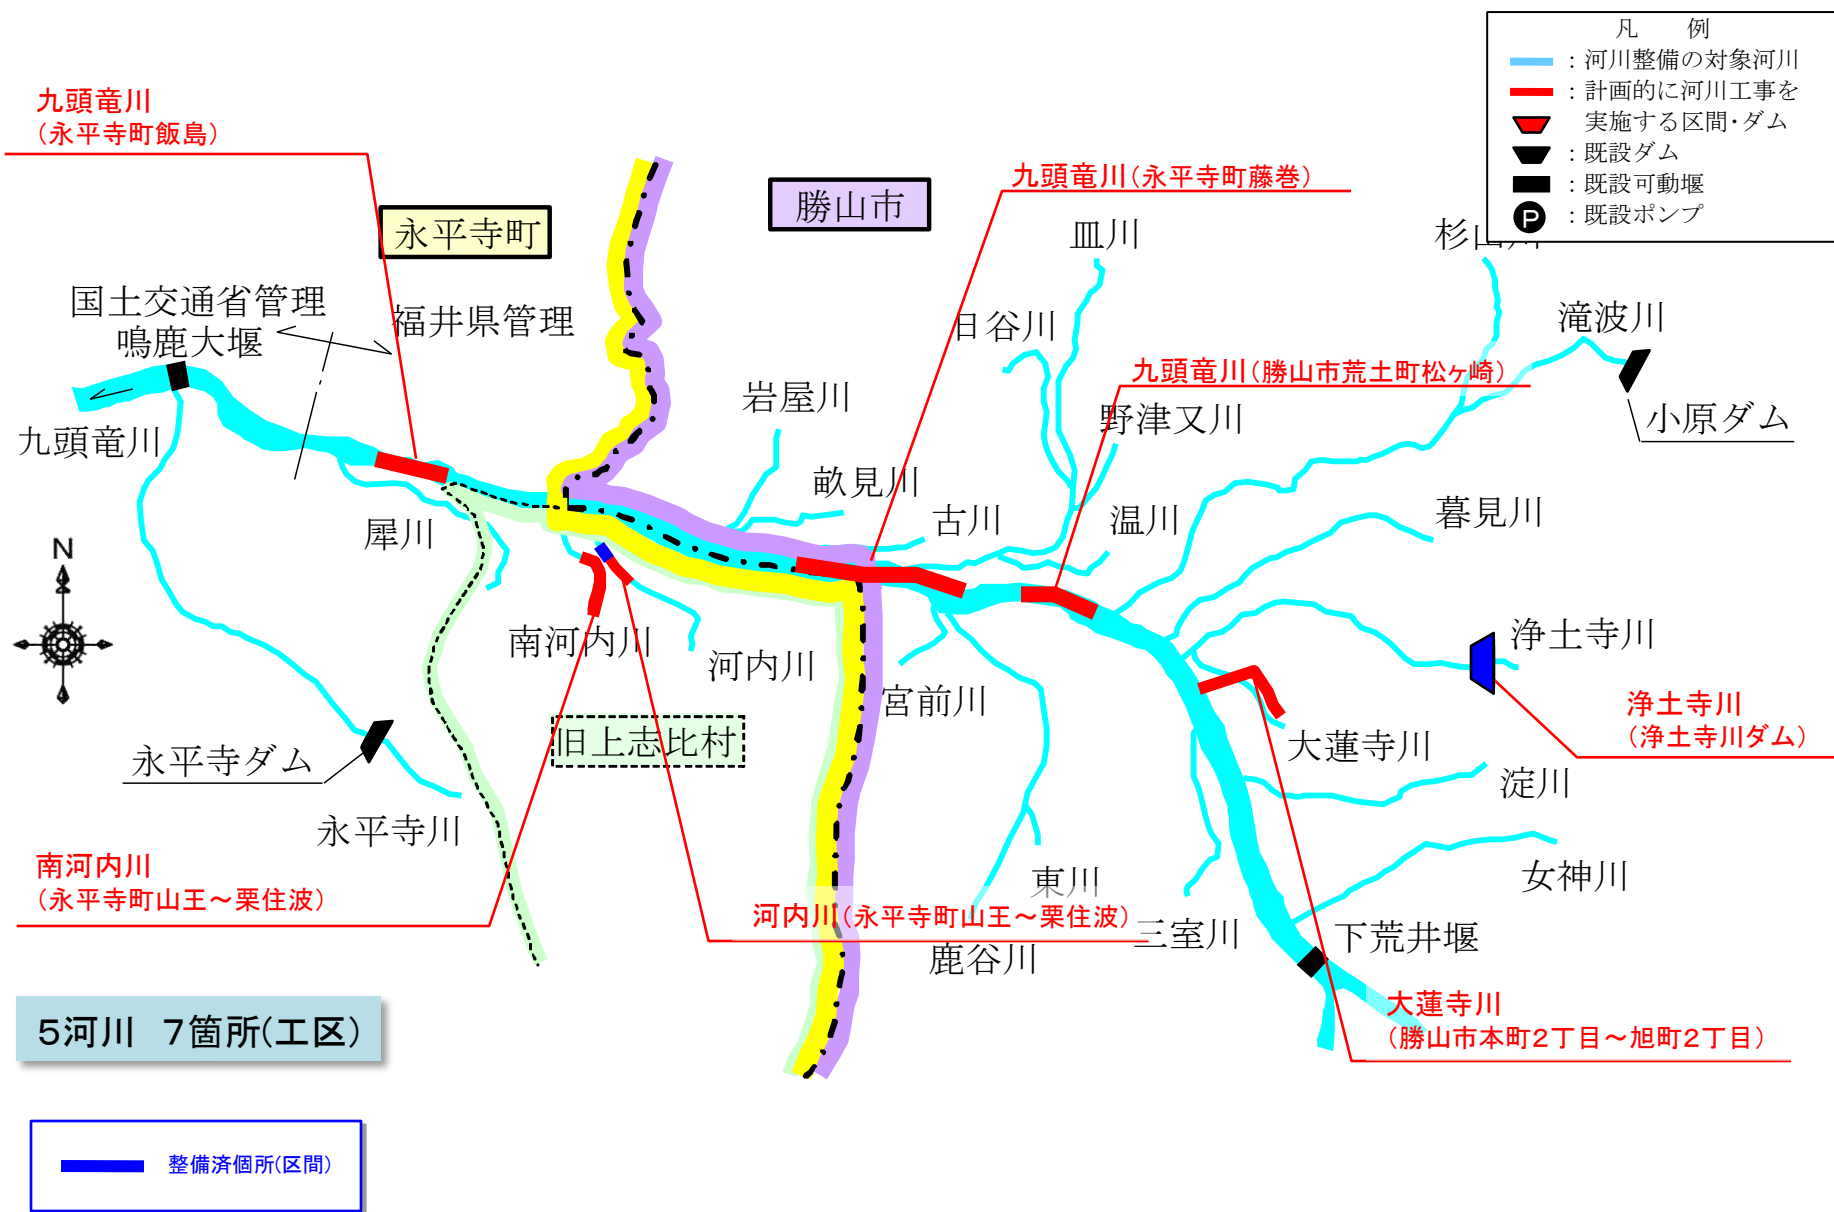 凡 例
：河川整備の対象河川
：計画的に河川工事を
実施する区間・ダム
：既設ダム
：既設可動堰
P ：既設ポンプ
九頭竜川
(永平寺町飯島)
九頭竜川(永平寺町藤巻)
勝山市
永平寺町
皿川
杉山川
国土交通省管理
福井県管理
鳴鹿大堰
日谷川
滝波川
九頭竜川(勝山市荒土町松ヶ崎)
岩屋川
野津又川
小原ダム
九頭竜川
畝見川
古川
温川
暮見川
犀川
N
南河内川
河内川
宮前川
浄土寺川
浄土寺川
(浄土寺川ダム)
旧上志比村
大蓮寺川
永平寺ダム
淀川
永平寺川
南河内川
(永平寺町山王～栗住波)
東川
女神川
河内川(永平寺町山王～栗住波)
三室川
下荒井堰
鹿谷川
大蓮寺川
(勝山市本町2丁目～旭町2丁目)
5河川 7箇所(工区)
整備済個所(区間)